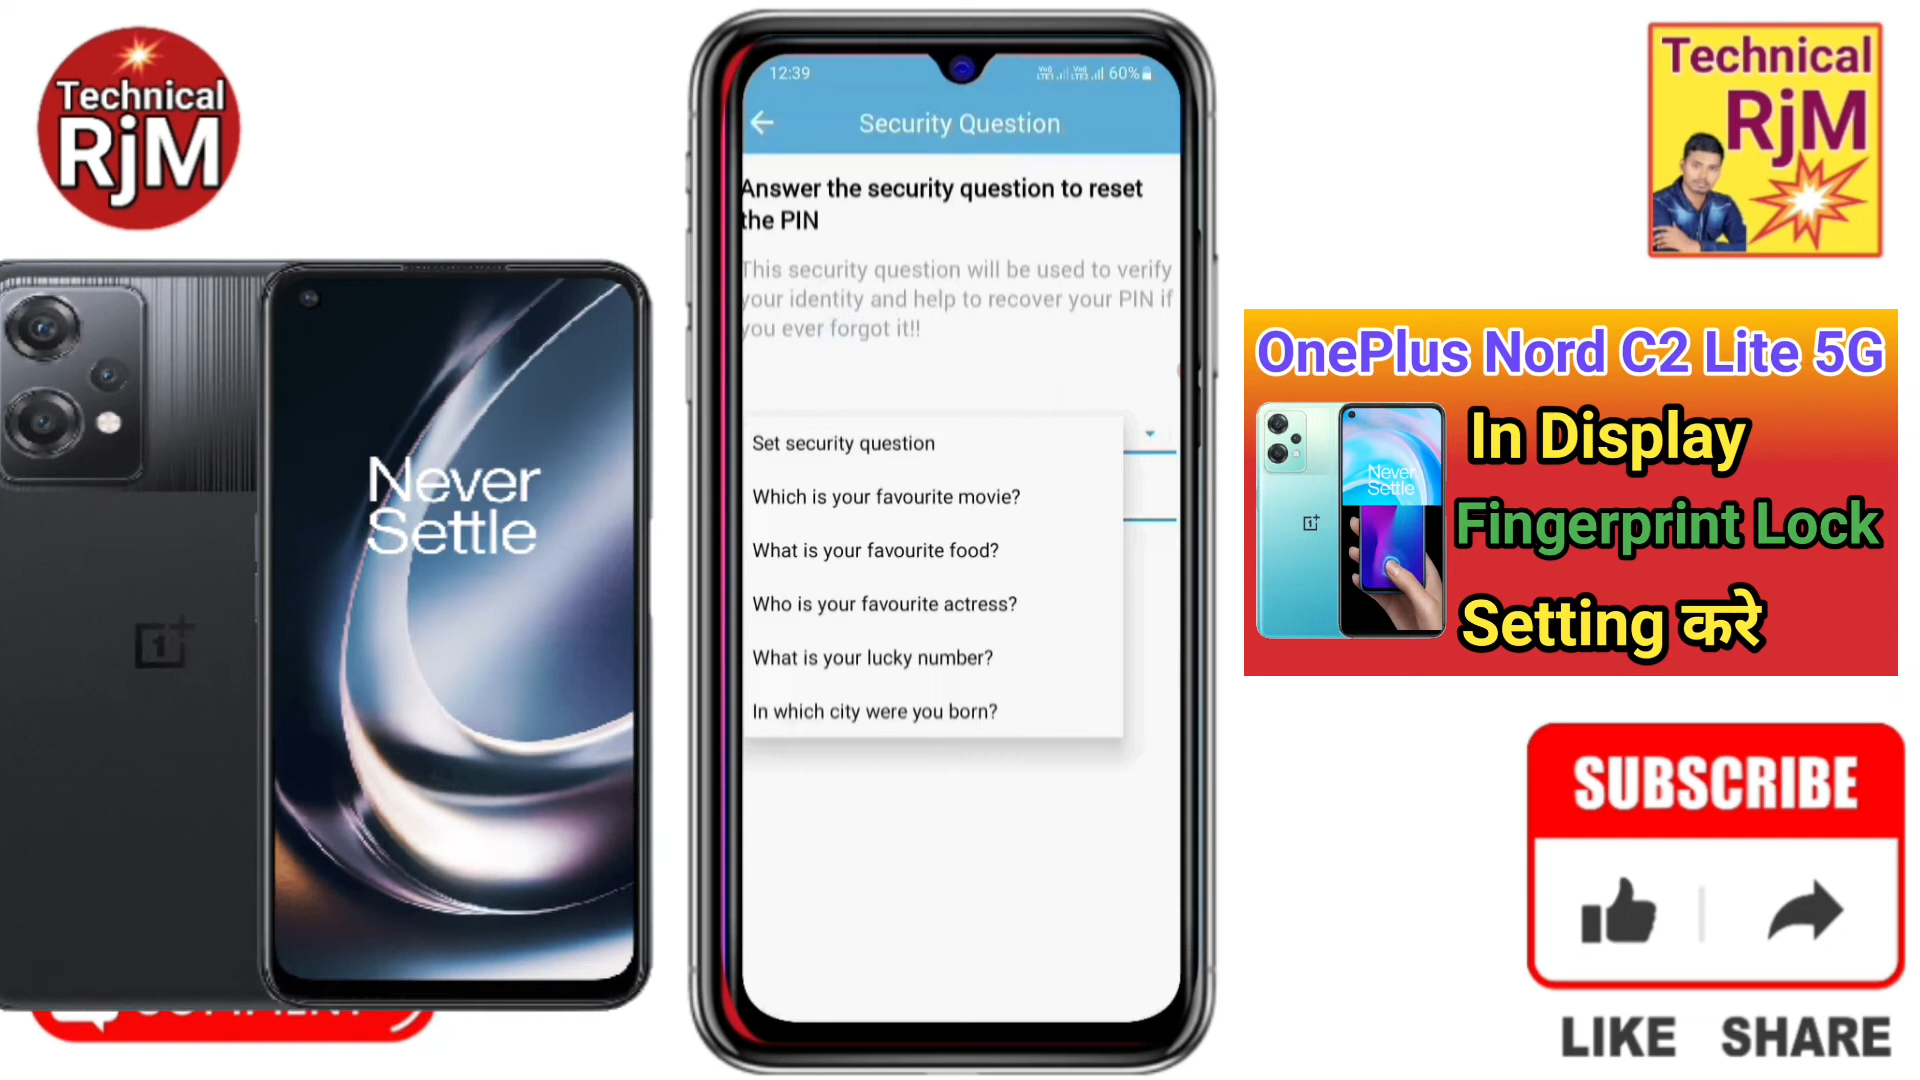 Technical
RjM
Never
Settle
12:39
60%
Security Question
Answer the security question to reset
the PIN
This security question will be used to verify
your identity and help to recover your PIN if
you ever forgot it!!
Set security question
Which is your favourite movie?
What is your favourite food?
Who is your favourite actress?
What is your lucky number?
In which city were you born?
Technical
RjM
OnePlus Nord C2 Lite 5G
In Display
Never
Settle
Fingerprint Lock
Setting करे
SUBSCRIBE
LIKE SHARE